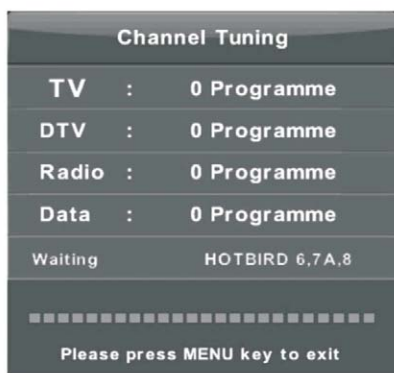 Channel Tuning
TV : 0 Programme
DTV : 0 Programme
Radio : 0 Programme
Data : 0 Programme
Waiting HOTBIRD 6,7A,8
Please press MENU key to exit